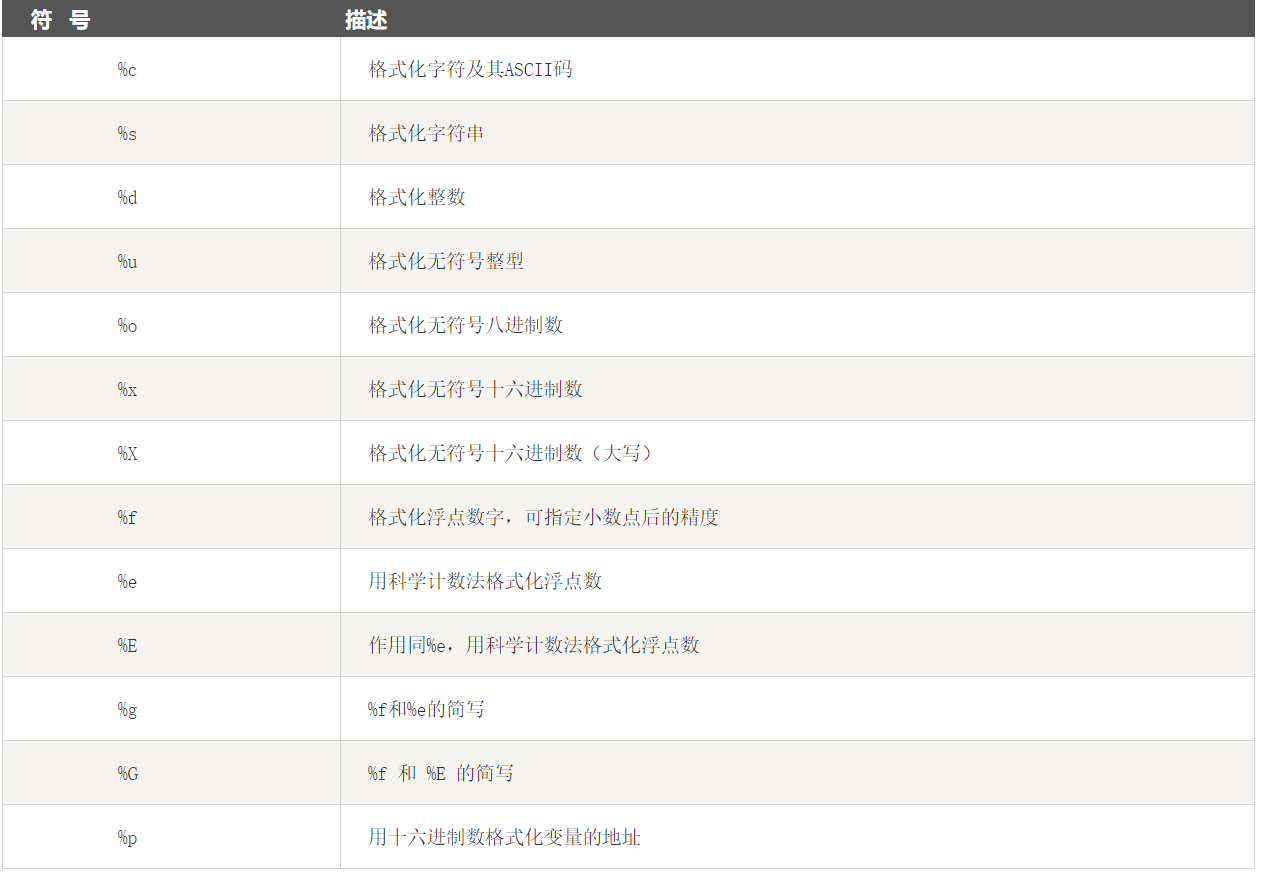 符 号 描述
%c 格式化字符及其ASCII码
%s 格式化字符串
%d 格式化整数
%u 格式化无符号整型
%o 格式化无符号八进制数
%x 格式化无符号十六进制数
%X 格式化无符号十六进制数（大写）
%f 格式化浮点数字，可指定小数点后的精度
%e 用科学计数法格式化浮点数
%E 作用同%e，用科学计数法格式化浮点数
%g %f和%e的简写
%G %f 和 %E 的简写
%p 用十六进制数格式化变量的地址